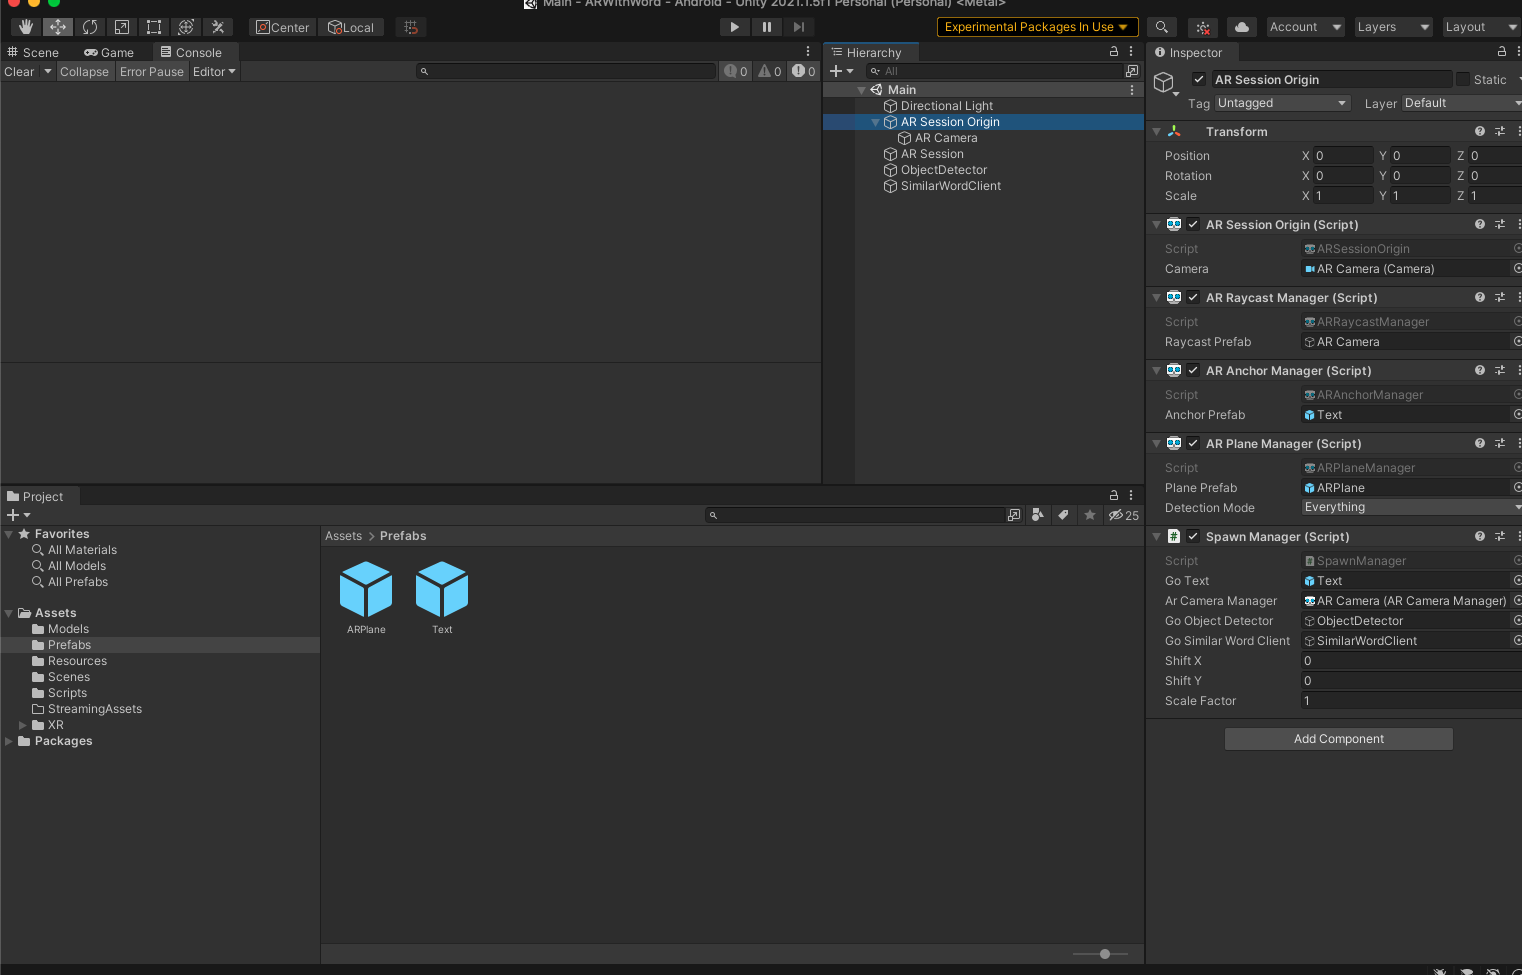 Main - ARWithWord - Android - Unity 2021.1.5f1 Personal (Personal) <Metal>
Center
Local
Experimental Packages In Use
Account
Layers
Layout
Scene
Game
Console
Clear
Collapse
Error Pause
Editor
0
0
0
Hierarchy
All
Main
Directional Light
AR Session Origin
AR Camera
AR Session
ObjectDetector
SimilarWordClient
Inspector
AR Session Origin
Static
Tag Untagged Layer Default
Transform
Position X 0 Y 0 Z 0
Rotation X 0 Y 0 Z 0
Scale X 1 Y 1 Z 1
AR Session Origin (Script)
Script ARSessionOrigin
Camera AR Camera (Camera)
AR Raycast Manager (Script)
Script ARRaycastManager
Raycast Prefab AR Camera
AR Anchor Manager (Script)
Script ARAnchorManager
Anchor Prefab Text
AR Plane Manager (Script)
Script ARPlaneManager
Plane Prefab ARPlane
Detection Mode Everything
Spawn Manager (Script)
Script SpawnManager
Go Text Text
Ar Camera Manager AR Camera (AR Camera Manager)
Go Object Detector ObjectDetector
Go Similar Word Client SimilarWordClient
Shift X 0
Shift Y 0
Scale Factor 1
Add Component
Project
25
Favorites
All Materials
All Models
All Prefabs
Assets
Models
Prefabs
Resources
Scenes
Scripts
StreamingAssets
XR
Packages
Assets > Prefabs
ARPlane
Text